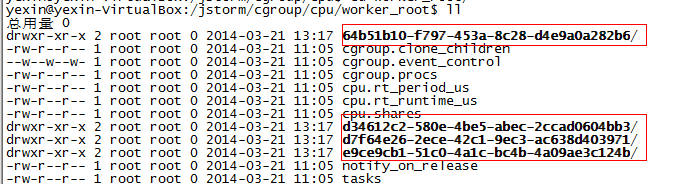 yexin@yexin-VirtualBox:/jstorm/cgroup/cpu/worker_root$ ll
总用量 0
drwxr-xr-x 2 root root 0 2014-03-21 13:17 64b51b10-f797-453a-8c28-d4e9a0a282b6/
-rw-r--r-- 1 root root 0 2014-03-21 11:05 cgroup.clone_children
--w--w--w- 1 root root 0 2014-03-21 11:05 cgroup.event_control
-rw-r--r-- 1 root root 0 2014-03-21 11:05 cgroup.procs
-rw-r--r-- 1 root root 0 2014-03-21 11:05 cpu.rt_period_us
-rw-r--r-- 1 root root 0 2014-03-21 11:05 cpu.rt_runtime_us
-rw-r--r-- 1 root root 0 2014-03-21 11:05 cpu.shares
drwxr-xr-x 2 root root 0 2014-03-21 13:17 d34612c2-580e-4be5-abec-2ccad0604bb3/
drwxr-xr-x 2 root root 0 2014-03-21 13:17 d7f64e26-2ece-42c1-9ec3-ac638d403971/
drwxr-xr-x 2 root root 0 2014-03-21 13:17 e9ce9cb1-51c0-4a1c-bc4b-4a09ae3c124b/
-rw-r--r-- 1 root root 0 2014-03-21 11:05 notify_on_release
-rw-r--r-- 1 root root 0 2014-03-21 11:05 tasks